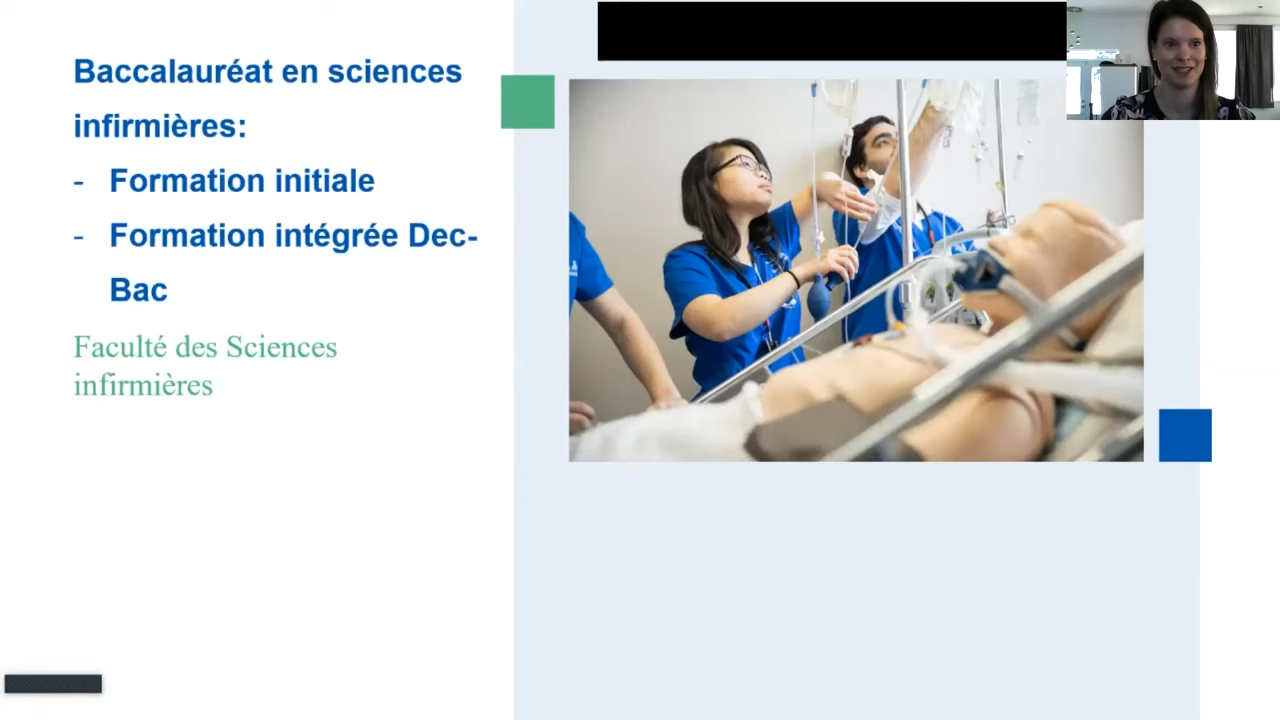 Baccalauréat en sciences
infirmières:
- Formation initiale
- Formation intégrée Dec-
Bac
Faculté des Sciences
infirmières